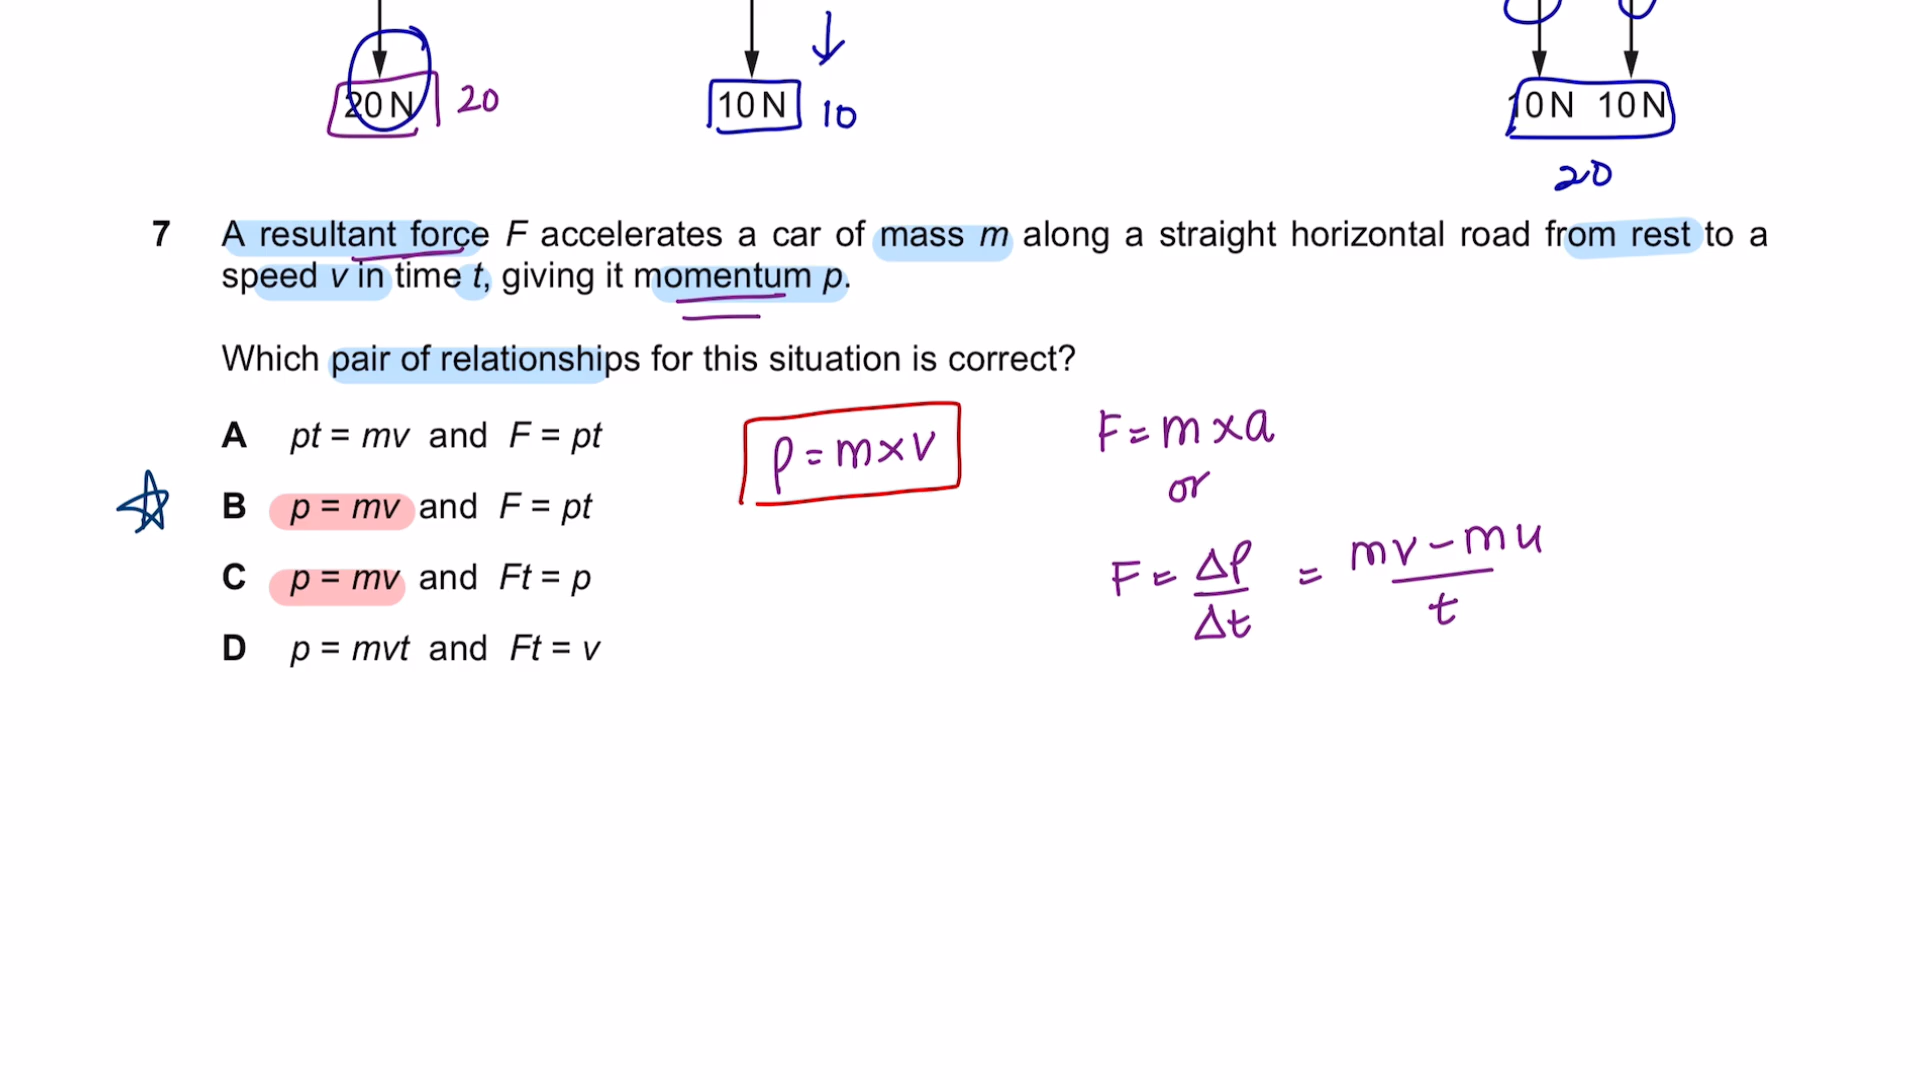 20 N 20
10 N 10
10 N 10 N
20
7 A resultant force F accelerates a car of mass m along a straight horizontal road from rest to a
speed v in time t, giving it momentum p.
Which pair of relationships for this situation is correct?
A pt = mv and F = pt
B p = mv and F = pt
C p = mv and Ft = p
D p = mvt and Ft = v
p = m × v
F = m × a
or
F = Δp/Δt = mv - mu/t